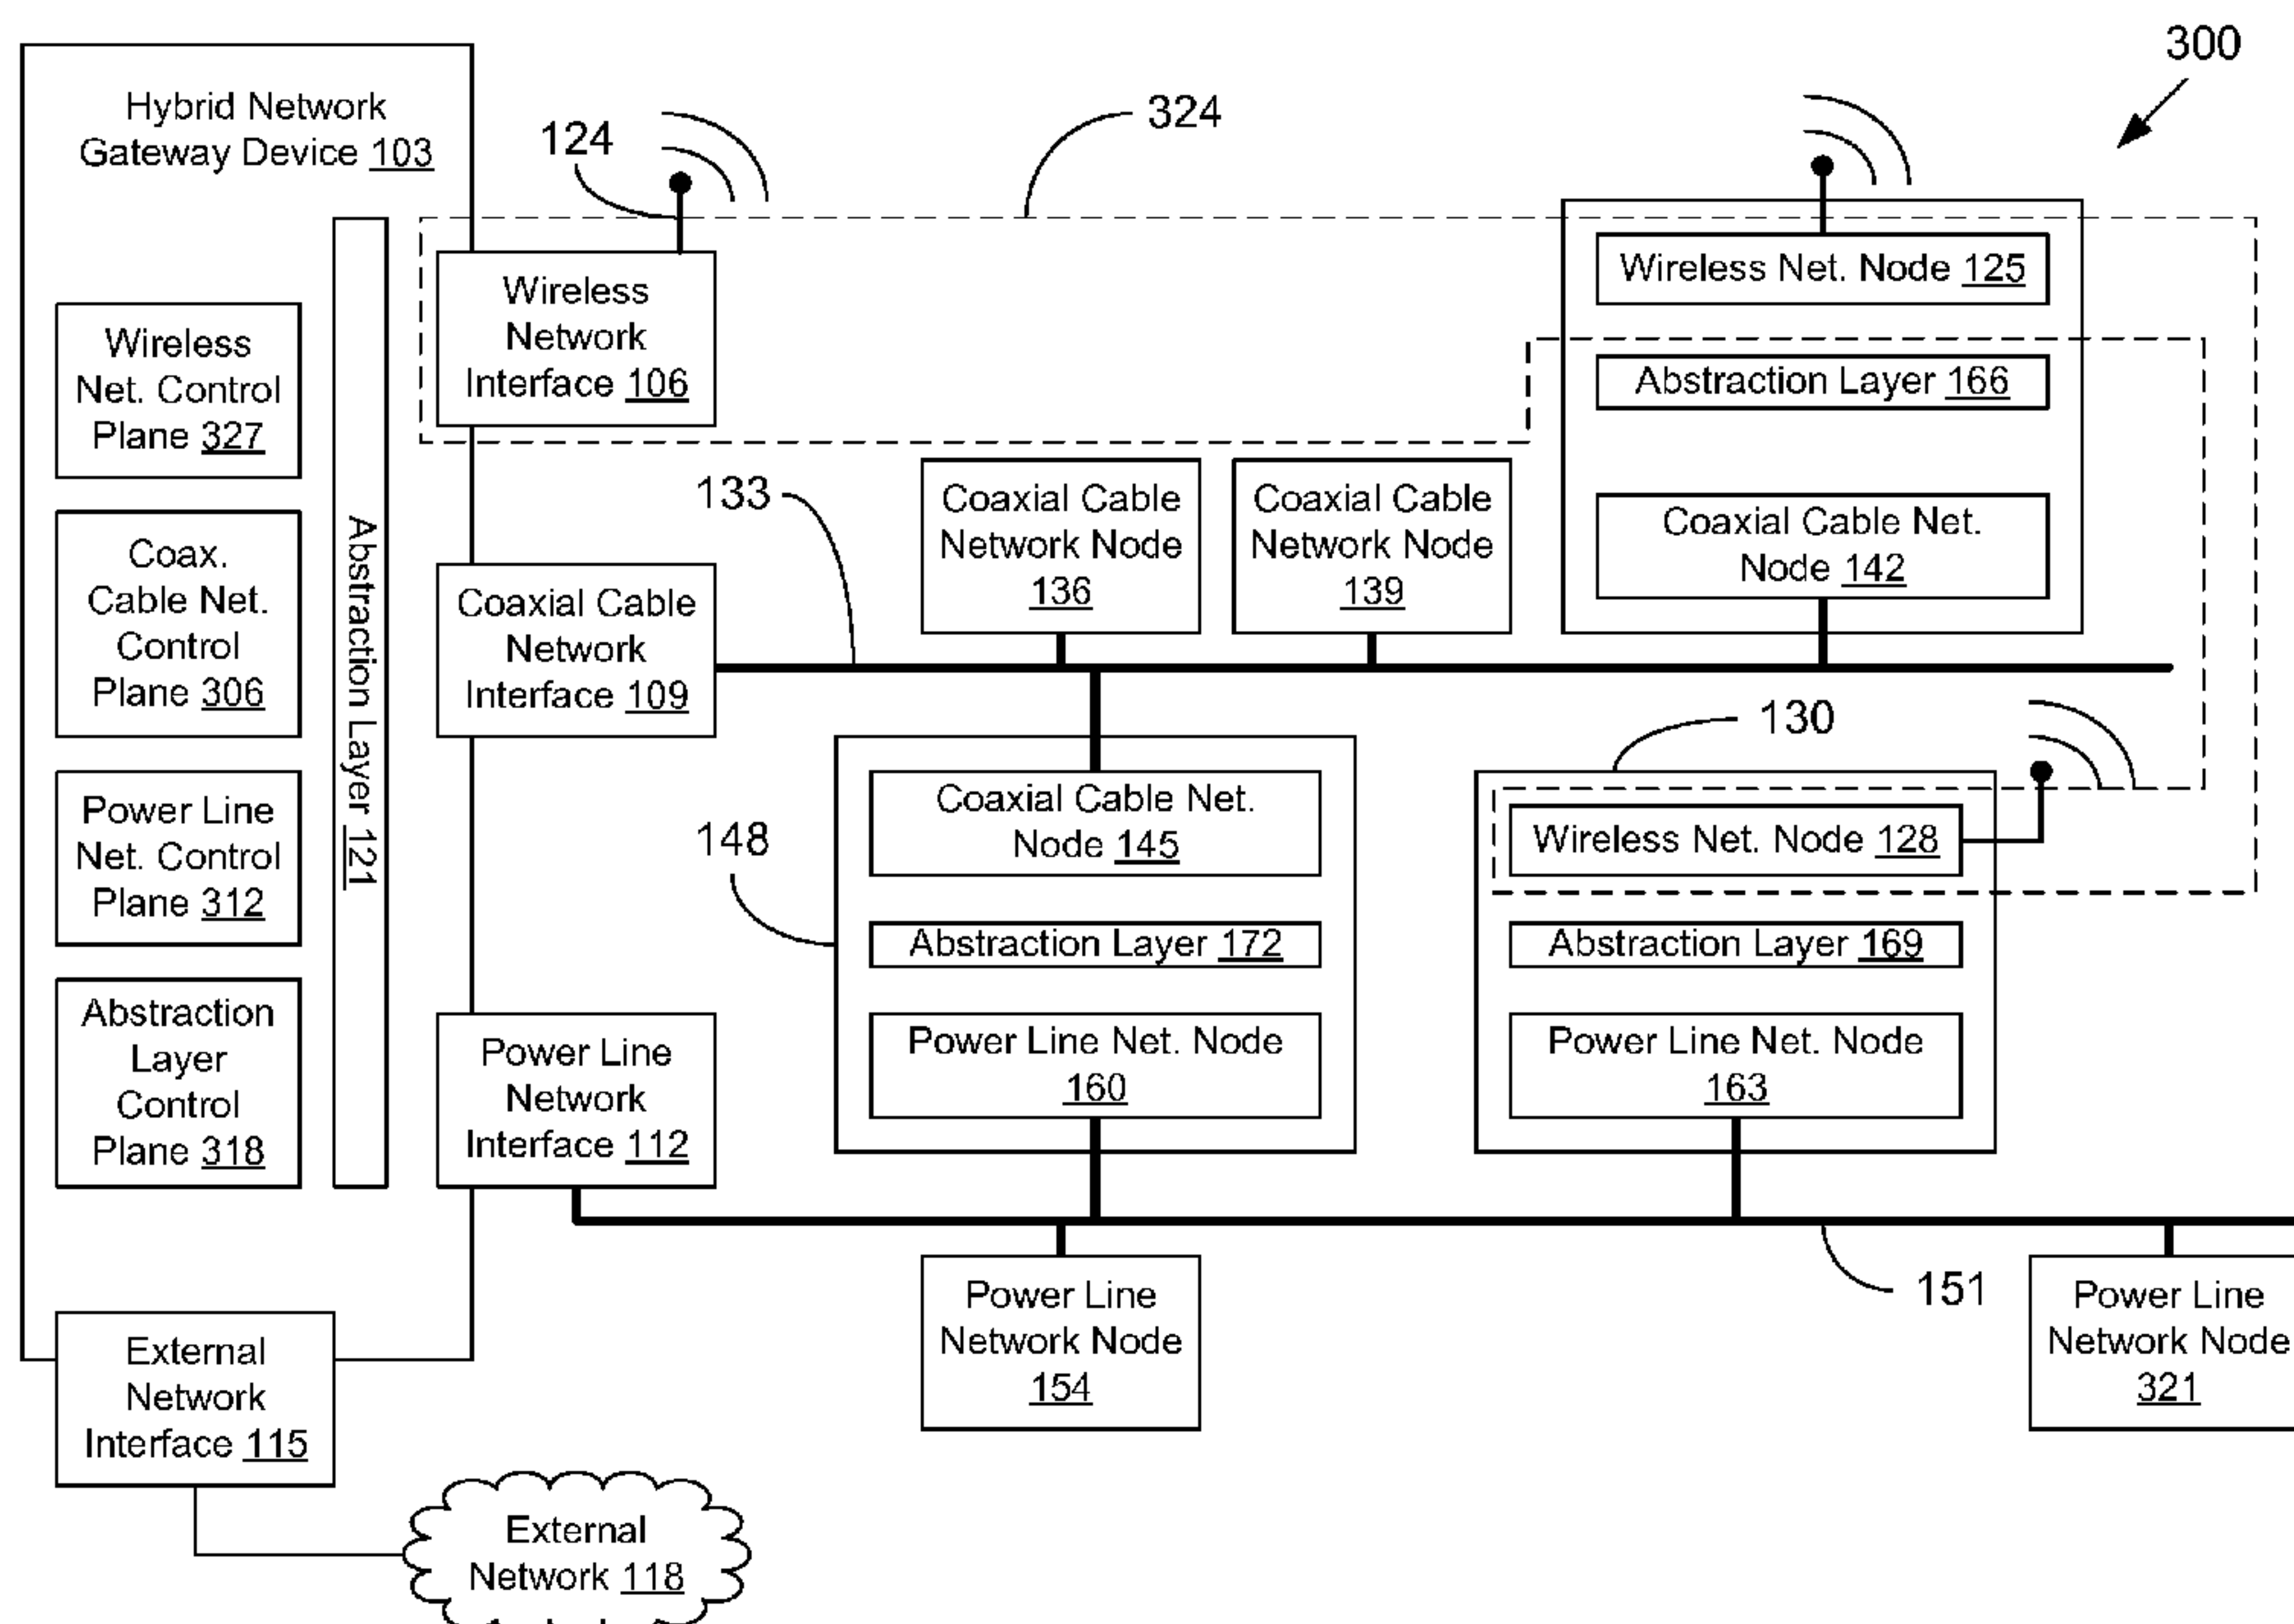 300
Hybrid Network
Gateway Device 103
124
324
Wireless
Network
Interface 106
Wireless Net. Node 125
Abstraction Layer 166
Coaxial Cable Net.
Node 142
Wireless
Net. Control
Plane 327
Coax.
Cable Net.
Control
Plane 306
Power Line
Net. Control
Plane 312
Abstraction
Layer
Control
Plane 318
Abstraction Layer 121
133
Coaxial Cable
Network Node
136
Coaxial Cable
Network Node
139
Coaxial Cable
Network
Interface 109
130
148
Coaxial Cable Net.
Node 145
Abstraction Layer 172
Power Line Net. Node
160
Wireless Net. Node 128
Abstraction Layer 169
Power Line Net. Node
163
Power Line
Network
Interface 112
151
Power Line
Network Node
154
Power Line
Network Node
321
External
Network
Interface 115
External
Network 118